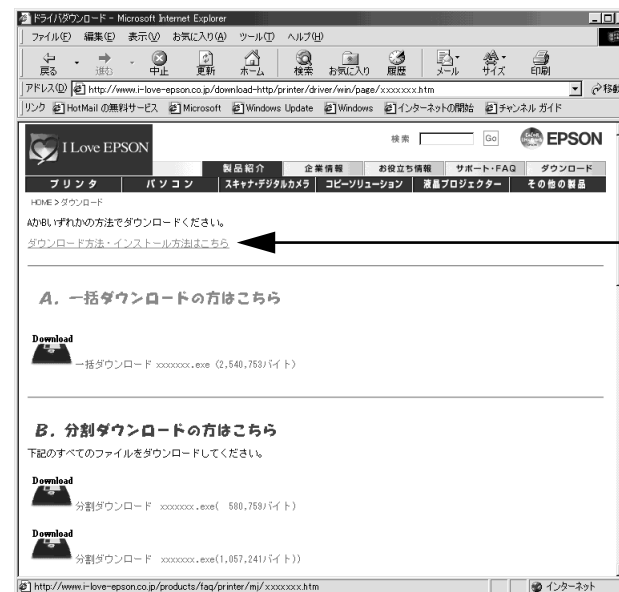 ドライバダウンロード - Microsoft Internet Explorer
ファイル(F) 編集(E) 表示(V) お気に入り(A) ツール(T) ヘルプ(H)
戻る 進む 中止 更新 ホーム 検索 お気に入り 履歴 メール サイズ 印刷
アドレス(D) http://www.i-love-epson.co.jp/download-http/printer/driver/win/page/xxxxxxx.htm 移動
リンク HotMail の無料サービス Microsoft Windows Update Windows インターネットの開始 チャンネル ガイド
I Love EPSON
検索 Go EPSON
製品紹介 企業情報 お役立ち情報 サポート・FAQ ダウンロード
プリンタ パソコン スキャナ・デジタルカメラ コピーソリューション 液晶プロジェクター その他の製品
HOME > ダウンロード
AかBいずれかの方法でダウンロードください。
ダウンロード方法・インストール方法はこちら
A. 一括ダウンロードの方はこちら
Download
一括ダウンロード xxxxxxx.exe (2,540,753バイト)
B. 分割ダウンロードの方はこちら
下記のすべてのファイルをダウンロードしてください。
Download
分割ダウンロード xxxxxxx.exe( 580,759バイト)
Download
分割ダウンロード xxxxxxx.exe(1,057,241バイト))
http://www.i-love-epson.co.jp/products/faq/printer/mj/xxxxxxx.htm インターネット